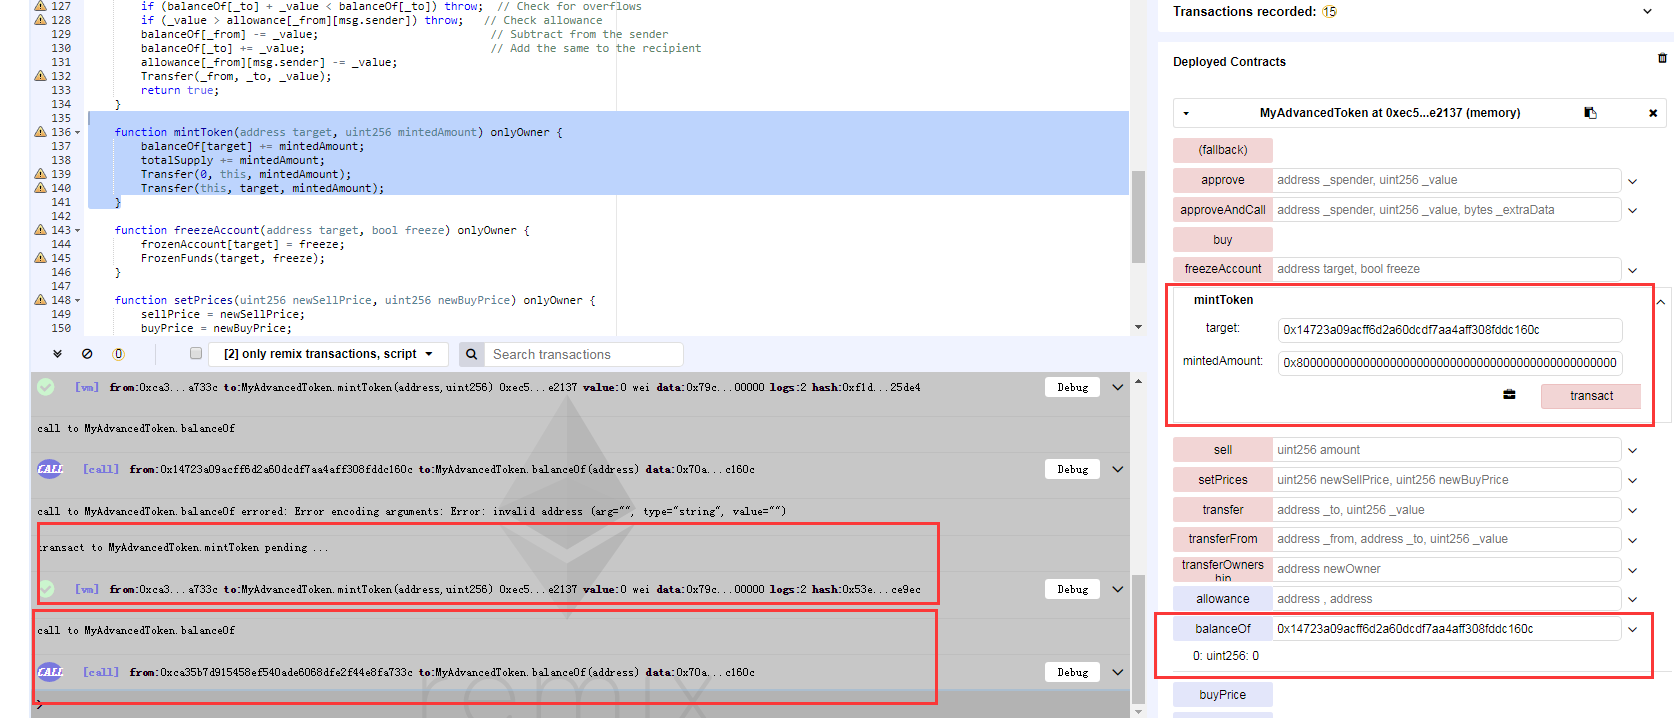 127 if (balanceOf[_to] + _value < balanceOf[_to]) throw;  // Check for overflows
128 if (_value > allowance[_from][msg.sender]) throw;   // Check allowance
129 balanceOf[_from] -= _value;                          // Subtract from the sender
130 balanceOf[_to] += _value;                            // Add the same to the recipient
131 allowance[_from][msg.sender] -= _value;
132 Transfer(_from, _to, _value);
133 return true;
134 }
135
136 function mintToken(address target, uint256 mintedAmount) onlyOwner {
137 balanceOf[target] += mintedAmount;
138 totalSupply += mintedAmount;
139 Transfer(0, this, mintedAmount);
140 Transfer(this, target, mintedAmount);
141 }
142
143 function freezeAccount(address target, bool freeze) onlyOwner {
144 frozenAccount[target] = freeze;
145 FrozenFunds(target, freeze);
146 }
147
148 function setPrices(uint256 newSellPrice, uint256 newBuyPrice) onlyOwner {
149 sellPrice = newSellPrice;
150 buyPrice = newBuyPrice;
0 [2] only remix transactions, script Search transactions
[vm] from:0xca3...a733c to:MyAdvancedToken.mintToken(address,uint256) 0xec5...e2137 value:0 wei data:0x79c...00000 logs:2 hash:0xf1d...25de4 Debug
call to MyAdvancedToken.balanceOf
CALL [call] from:0x14723a09acff6d2a60dcdf7aa4aff308fddc160c to:MyAdvancedToken.balanceOf(address) data:0x70a...c160c Debug
call to MyAdvancedToken.balanceOf errored: Error encoding arguments: Error: invalid address (arg="", type="string", value="")
transact to MyAdvancedToken.mintToken pending ...
[vm] from:0xca3...a733c to:MyAdvancedToken.mintToken(address,uint256) 0xec5...e2137 value:0 wei data:0x79c...00000 logs:2 hash:0x53e...ce9ec Debug
call to MyAdvancedToken.balanceOf
CALL [call] from:0xca35b7d915458ef540ade6068dfe2f44e8fa733c to:MyAdvancedToken.balanceOf(address) data:0x70a...c160c Debug
remix
>
Transactions recorded: 15
Deployed Contracts
MyAdvancedToken at 0xec5...e2137 (memory)
(fallback)
approve address _spender, uint256 _value
approveAndCall address _spender, uint256 _value, bytes _extraData
buy
freezeAccount address target, bool freeze
mintToken
target: 0x14723a09acff6d2a60dcdf7aa4aff308fddc160c
mintedAmount:
transact
sell uint256 amount
setPrices uint256 newSellPrice, uint256 newBuyPrice
transfer address _to, uint256 _value
transferFrom address _from, address _to, uint256 _value
transferOwnership address newOwner
allowance address , address
balanceOf 0x14723a09acff6d2a60dcdf7aa4aff308fddc160c
0: uint256: 0
buyPrice